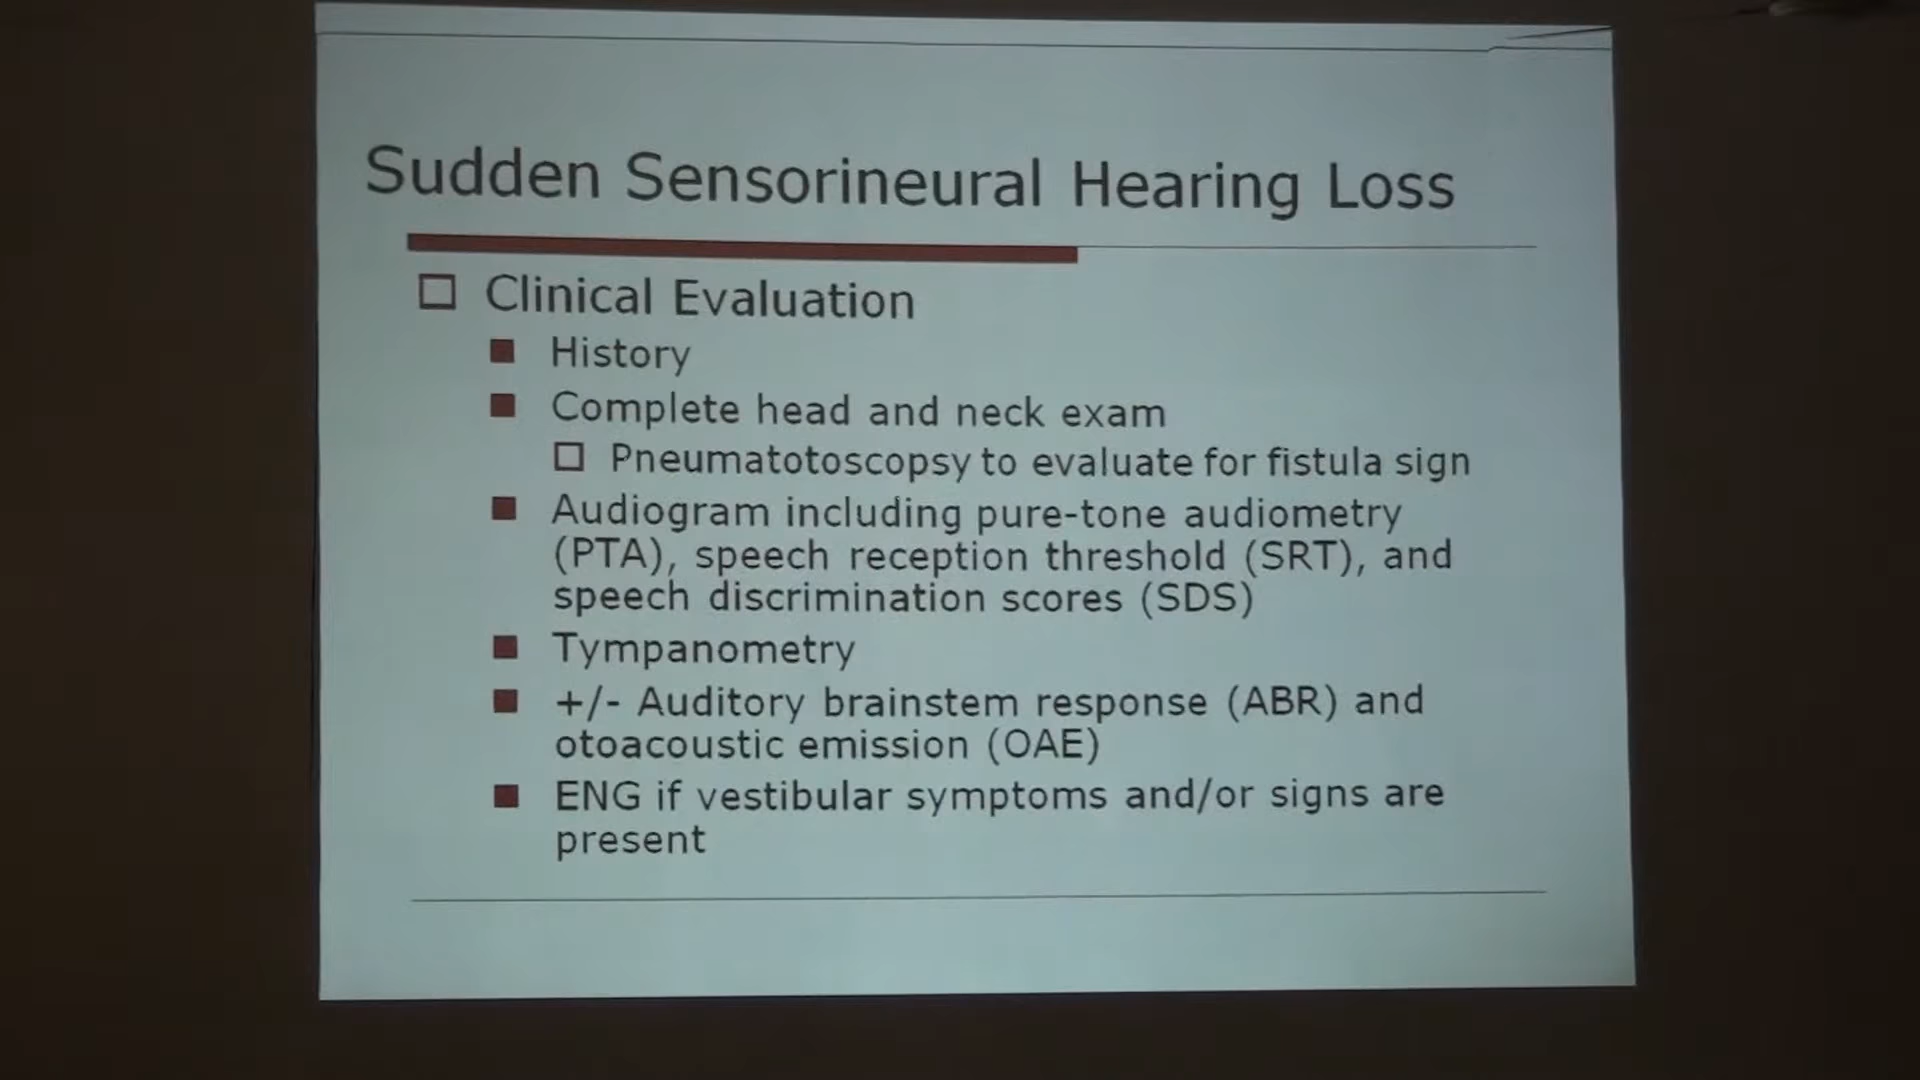 Sudden Sensorineural Hearing Loss
Clinical Evaluation
History
Complete head and neck exam
Pneumatotoscopsy to evaluate for fistula sign
Audiogram including pure-tone audiometry
(PTA), speech reception threshold (SRT), and
speech discrimination scores (SDS)
Tympanometry
+/- Auditory brainstem response (ABR) and
otoacoustic emission (OAE)
ENG if vestibular symptoms and/or signs are
present